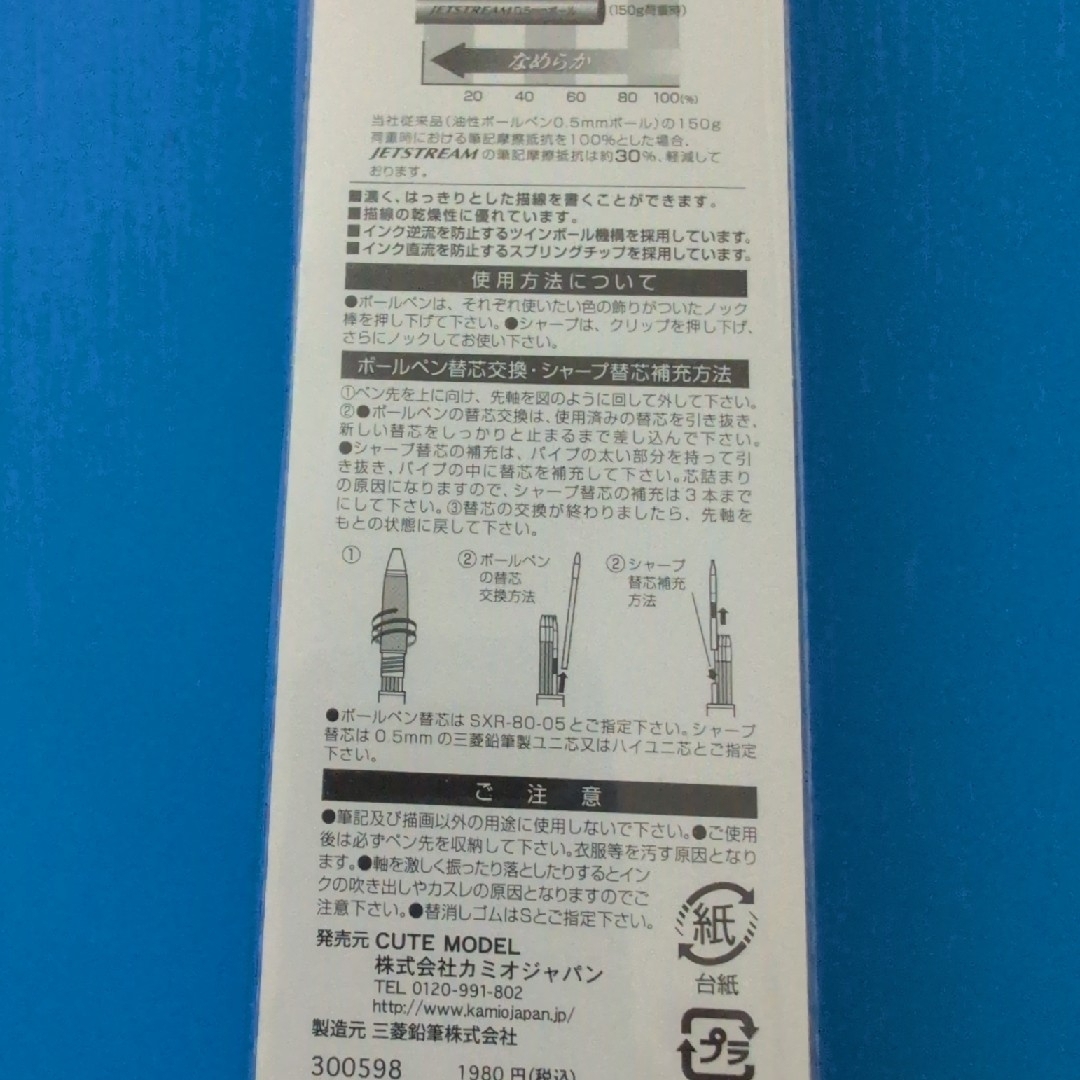 JETSTREAM 0.5mmボール (150g荷重時)
なめらか
20 40 60 80 100(%)
当社従来品(油性ボールペン0.5mmボール)の150g
荷重時における筆記摩擦抵抗を100%とした場合、
JETSTREAMの筆記摩擦抵抗は約30%、軽減して
おります。
■濃く、はっきりとした描線を書くことができます。
■描線の乾燥性に優れています。
■インク逆流を防止するツインボール機構を採用しています。
■インク直流を防止するスプリングチップを採用しています。
使用方法について
●ボールペンは、それぞれ使いたい色の飾りがついたノック
棒を押し下げて下さい。●シャープは、クリップを押し下げ、
さらにノックしてお使い下さい。
ボールペン替芯交換・シャープ替芯補充方法
①ペン先を上に向け、先軸を図のように回して外して下さい。
②●ボールペンの替芯交換は、使用済みの替芯を引き抜き、
新しい替芯をしっかりと止まるまで差し込んで下さい。
●シャープ替芯の補充は、パイプの太い部分を持って引
き抜き、パイプの中に替芯を補充して下さい。芯詰まり
の原因になりますので、シャープ替芯の補充は3本まで
にして下さい。③替芯の交換が終わりましたら、先軸を
もとの状態に戻して下さい。
①
②ボールペン
の替芯
交換方法
②シャープ
替芯補充
方法
●ボールペン替芯はSXR-80-05とご指定下さい。シャープ
替芯は0.5mmの三菱鉛筆製ユニ芯又はハイユニ芯とご指定
下さい。
ご注意
●筆記及び描画以外の用途に使用しないで下さい。●ご使用
後は必ずペン先を収納して下さい。衣服等を汚す原因となり
ます。●軸を激しく振ったり落としたりするとイン
クの吹き出しやカスレの原因となりますのでご
注意下さい。●替消しゴムはSとご指定下さい。
紙
台紙
発売元 CUTE MODEL
株式会社カミオジャパン
TEL 0120-991-802
http://www.kamiojapan.jp/
製造元 三菱鉛筆株式会社
プラ
300598 1980円(税込)